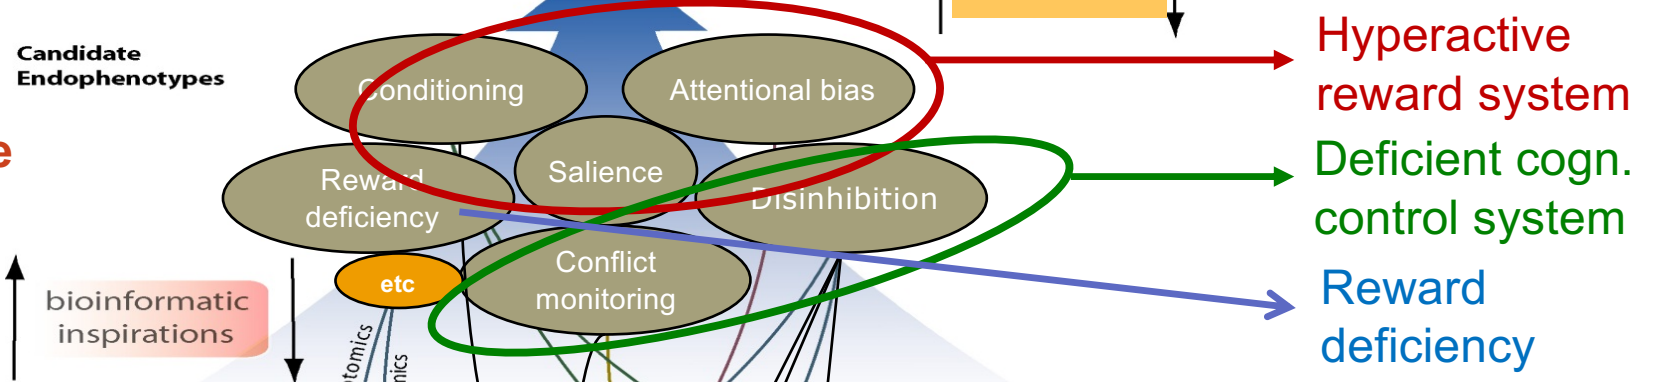 Candidate
Endophenotypes
Conditioning
Attentional bias
Salience
Reward
deficiency
Disinhibition
Conflict
monitoring
etc
bioinformatic
inspirations
Hyperactive
reward system
Deficient cogn.
control system
Reward
deficiency